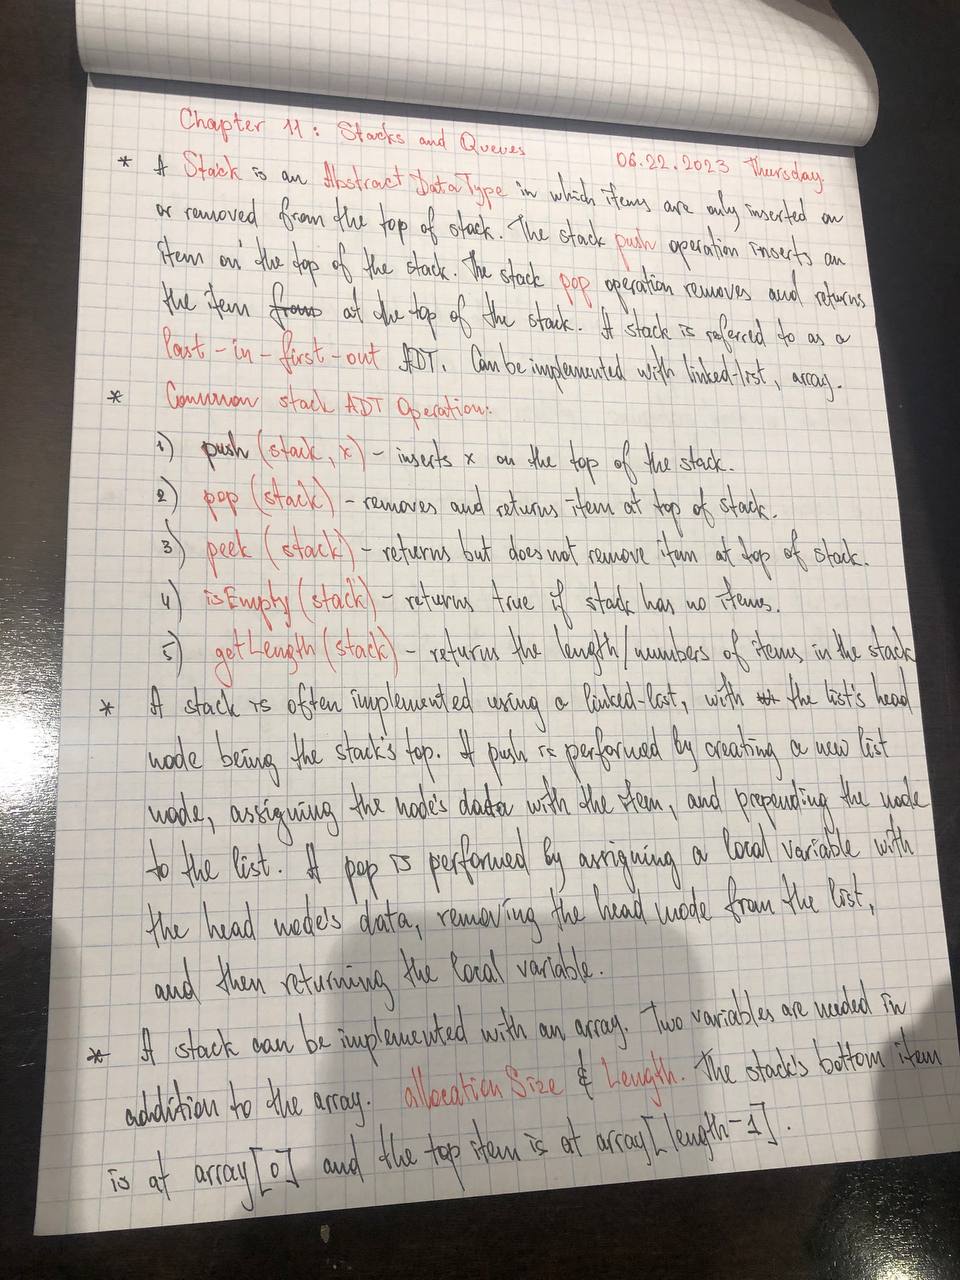 Chapter 11: Stacks and Queues
06.22.2023 Thursday.
* A Stack is an Abstract Data Type in which items are only inserted on
or removed from the top of stack. The stack push operation inserts an
item on the top of the stack. The stack pop operation removes and returns
the item from at the top of the stack. A stack is referred to as a
last-in-first-out ADT. Can be implemented with linked-list, array.
* Common stack ADT Operation:
1) push (stack, x) - inserts x on the top of the stack.
2) pop (stack) - removes and returns item at top of stack.
3) peek (stack) - returns but does not remove item at top of stack.
4) isEmpty (stack) - returns true if stack has no items.
5) getLength (stack) - returns the length/numbers of items in the stack
* A stack is often implemented using a linked-list, with the list's head
node being the stack's top. A push is performed by creating a new list
node, assigning the node's data with the item, and prepending the node
to the list. A pop is performed by assigning a local variable with
the head node's data, removing the head node from the list,
and then returning the local variable.
* A stack can be implemented with an array. Two variables are needed in
addition to the array. allocation Size & Length. The stack's bottom item
is at array[0] and the top item is at array[length-1].